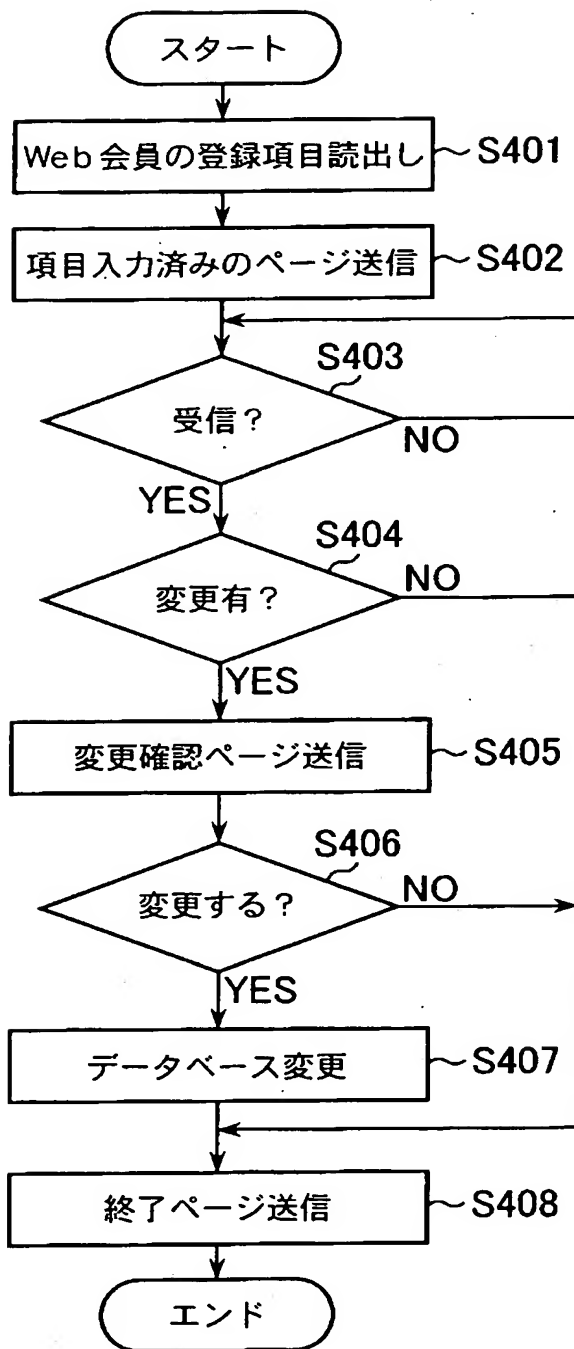 スタート
Web会員の登録項目読出し
S401
項目入力済みのページ送信
S402
S403
受信?
NO
YES
S404
変更有?
NO
YES
変更確認ページ送信
S405
S406
変更する?
NO
YES
データベース変更
S407
終了ページ送信
S408
エンド